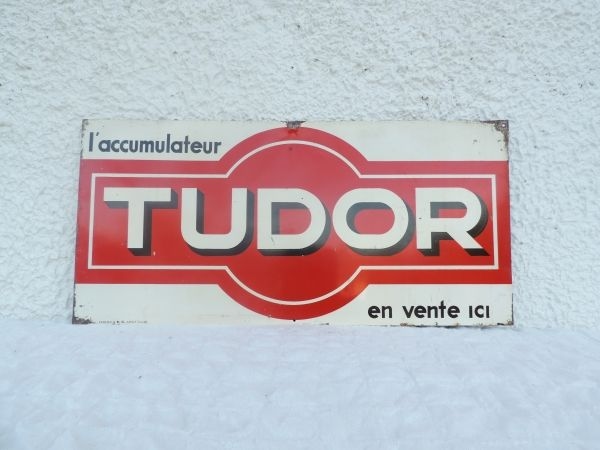 l'accumulateur
TUDOR
en vente ICI